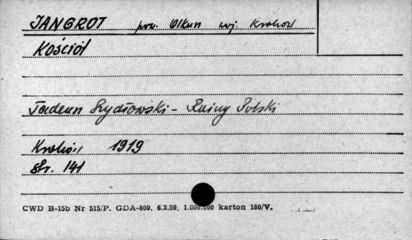 JANGROT pow. Olkusz woj. Kraków
Kościół
Tadeusz Szydłowski - Ruiny Polski
Kraków 1919
str. 141
CWD B-15b Nr 515/P. GDA-809. 6.3.59. 1.000.000 karton 180/V.